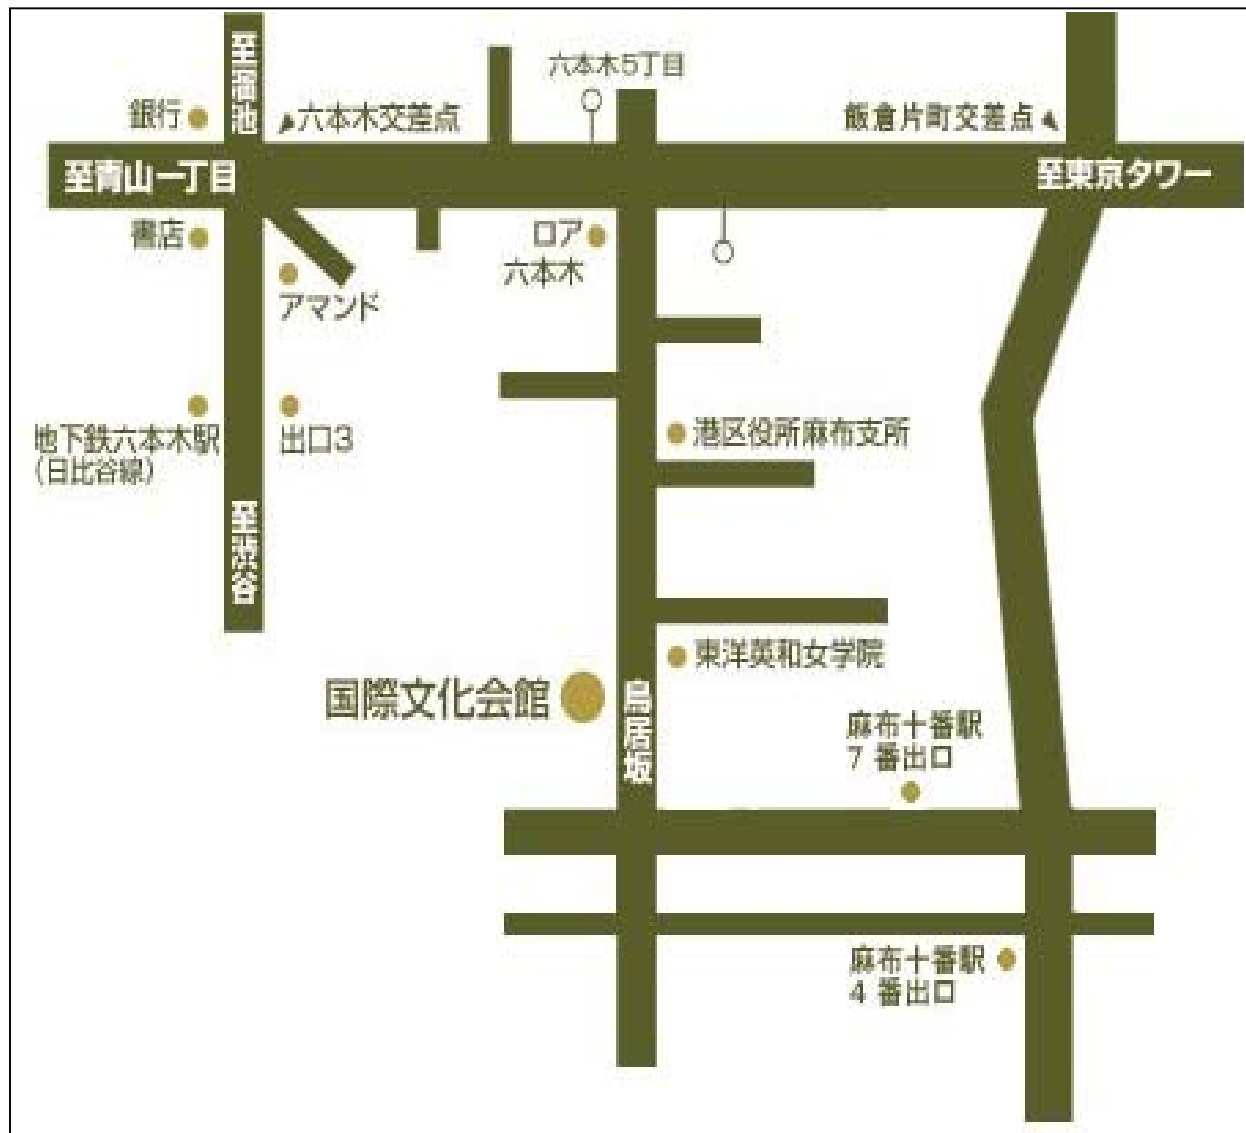 至溜池
六本木5丁目
銀行
六本木交差点
飯倉片町交差点
至青山一丁目
至東京タワー
書店
ロア
六本木
アマンド
地下鉄六本木駅
(日比谷線)
出口3
港区役所麻布支所
至渋谷
東洋英和女学院
国際文化会館
鳥居坂
麻布十番駅
7 番出口
麻布十番駅
4 番出口